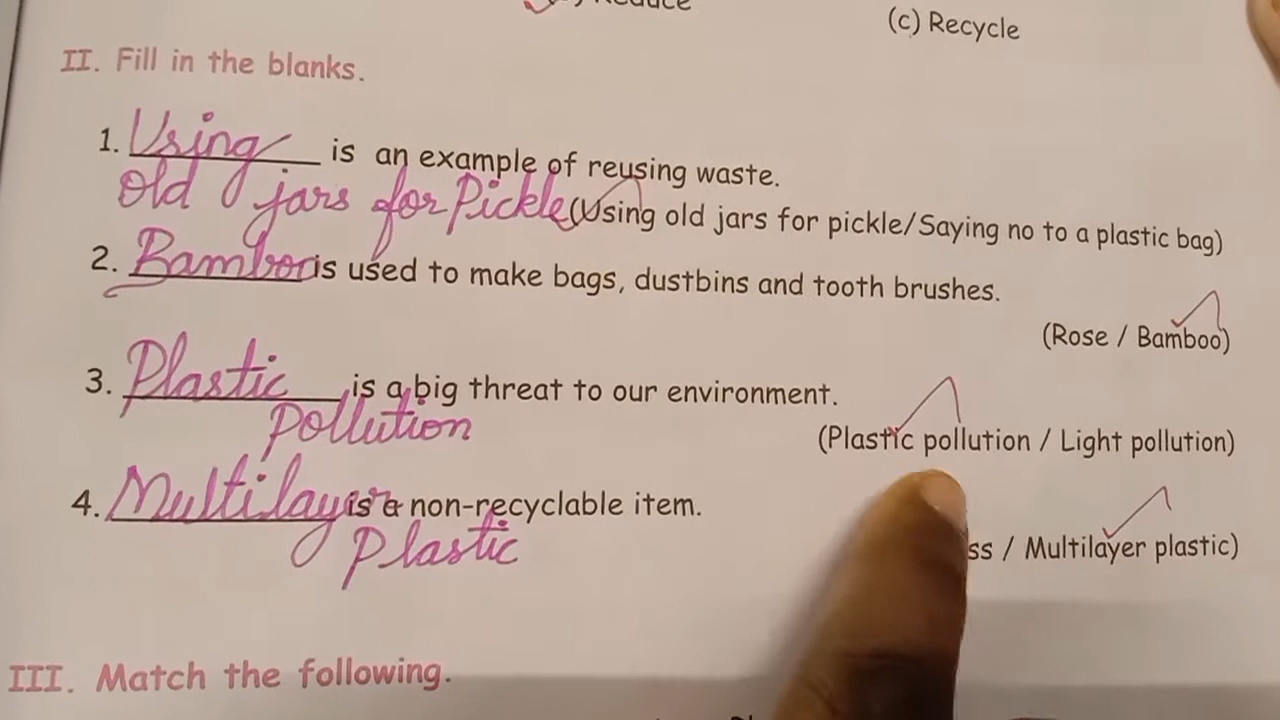 (c) Recycle
II. Fill in the blanks.
1. Using is an example of reusing waste.
old jars for Pickle (Using old jars for pickle/Saying no to a plastic bag)
2. Bamboo is used to make bags, dustbins and tooth brushes.
(Rose / Bamboo)
3. Plastic is a big threat to our environment.
pollution
(Plastic pollution / Light pollution)
4. Multilayer is a non-recyclable item.
Plastic
ss / Multilayer plastic)
III. Match the following.